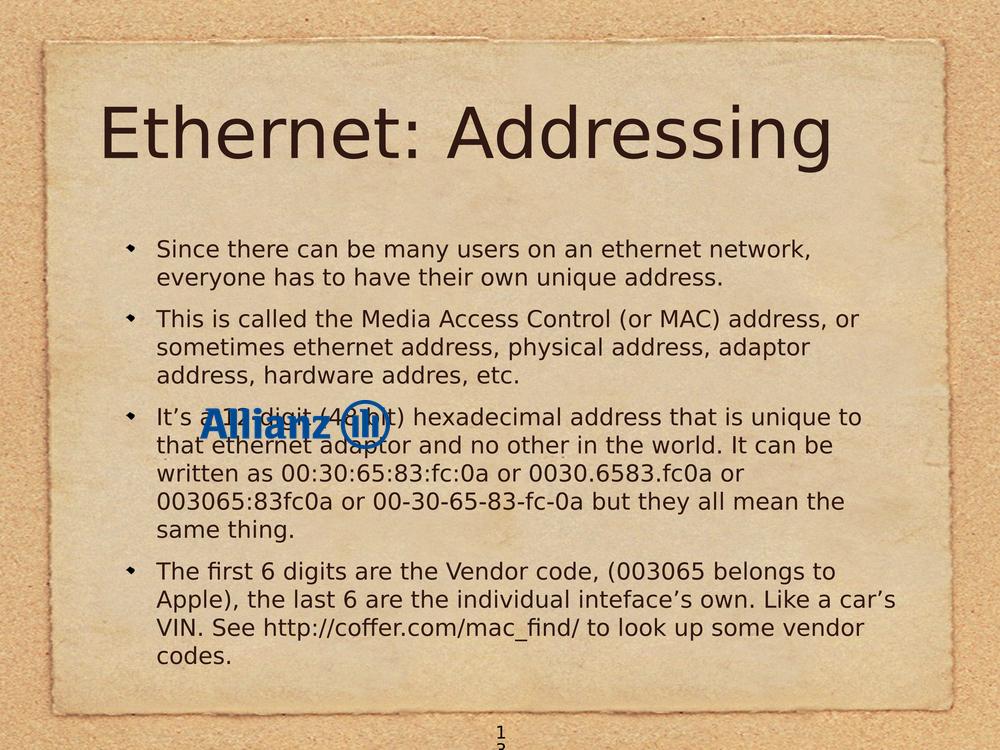 Ethernet: Addressing
Since there can be many users on an ethernet network,
everyone has to have their own unique address.
This is called the Media Access Control (or MAC) address, or
sometimes ethernet address, physical address, adaptor
address, hardware addres, etc.
It’s a 12-digit (48 bit) hexadecimal address that is unique to
Allianz
that ethernet adaptor and no other in the world. It can be
written as 00:30:65:83:fc:0a or 0030.6583.fc0a or
003065:83fc0a or 00-30-65-83-fc-0a but they all mean the
same thing.
The first 6 digits are the Vendor code, (003065 belongs to
Apple), the last 6 are the individual inteface’s own. Like a car’s
VIN. See http://coffer.com/mac_find/ to look up some vendor
codes.
1
3